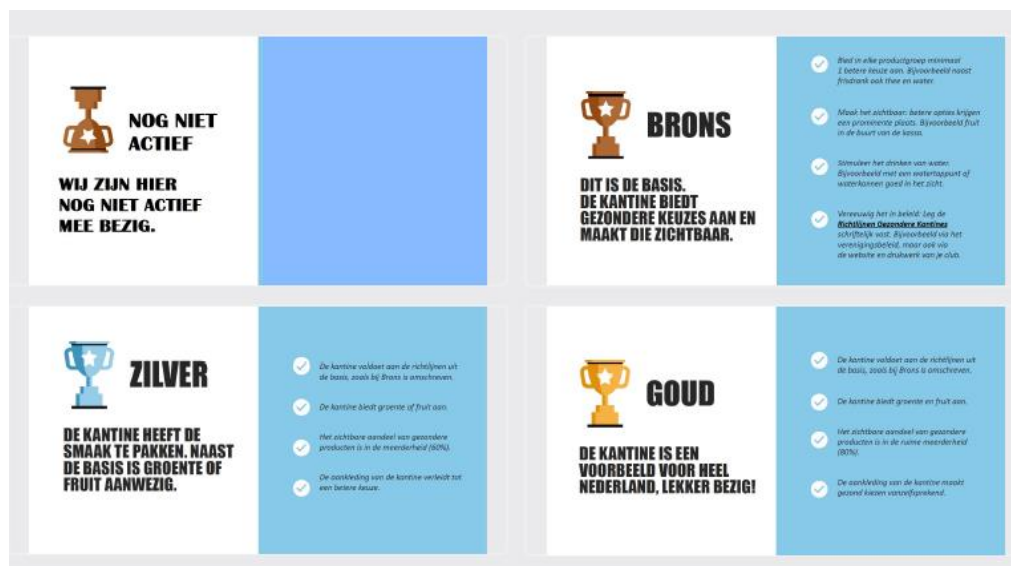 NOG NIET
ACTIEF
WIJ ZIJN HIER
NOG NIET ACTIEF
MEE BEZIG.
BRONS
DIT IS DE BASIS.
DE KANTINE BIEDT
GEZONDERE KEUZES AAN EN
MAAKT DIE ZICHTBAAR.
Bied in elke productgroep minimaal
1 betere keuze aan. Bijvoorbeeld naast
frisdrank ook thee en water.
Maak het zichtbaar: betere opties krijgen
een prominente plaats. Bijvoorbeeld fruit
in de buurt van de kassa.
Stimuleer het drinken van water.
Bijvoorbeeld met een watertappunt of
waterkannen goed in het zicht.
Vereeuwig het in beleid: Leg de
Richtlijnen Gezondere Kantines
schriftelijk vast. Bijvoorbeeld via het
verenigingsbeleid, maar ook via
de website en drukwerk van je club.
ZILVER
DE KANTINE HEEFT DE
SMAAK TE PAKKEN. NAAST
DE BASIS IS GROENTE OF
FRUIT AANWEZIG.
De kantine voldoet aan de richtlijnen uit
de basis, zoals bij Brons is omschreven.
De kantine biedt groente of fruit aan.
Het zichtbare aandeel van gezondere
producten is in de meerderheid (60%).
De aankleding van de kantine verleidt tot
een betere keuze.
GOUD
DE KANTINE IS EEN
VOORBEELD VOOR HEEL
NEDERLAND, LEKKER BEZIG!
De kantine voldoet aan de richtlijnen uit
de basis, zoals bij Brons is omschreven.
De kantine biedt groente en fruit aan.
Het zichtbare aandeel van gezondere
producten is in de ruime meerderheid
(80%).
De aankleding van de kantine maakt
gezond kiezen vanzelfsprekend.